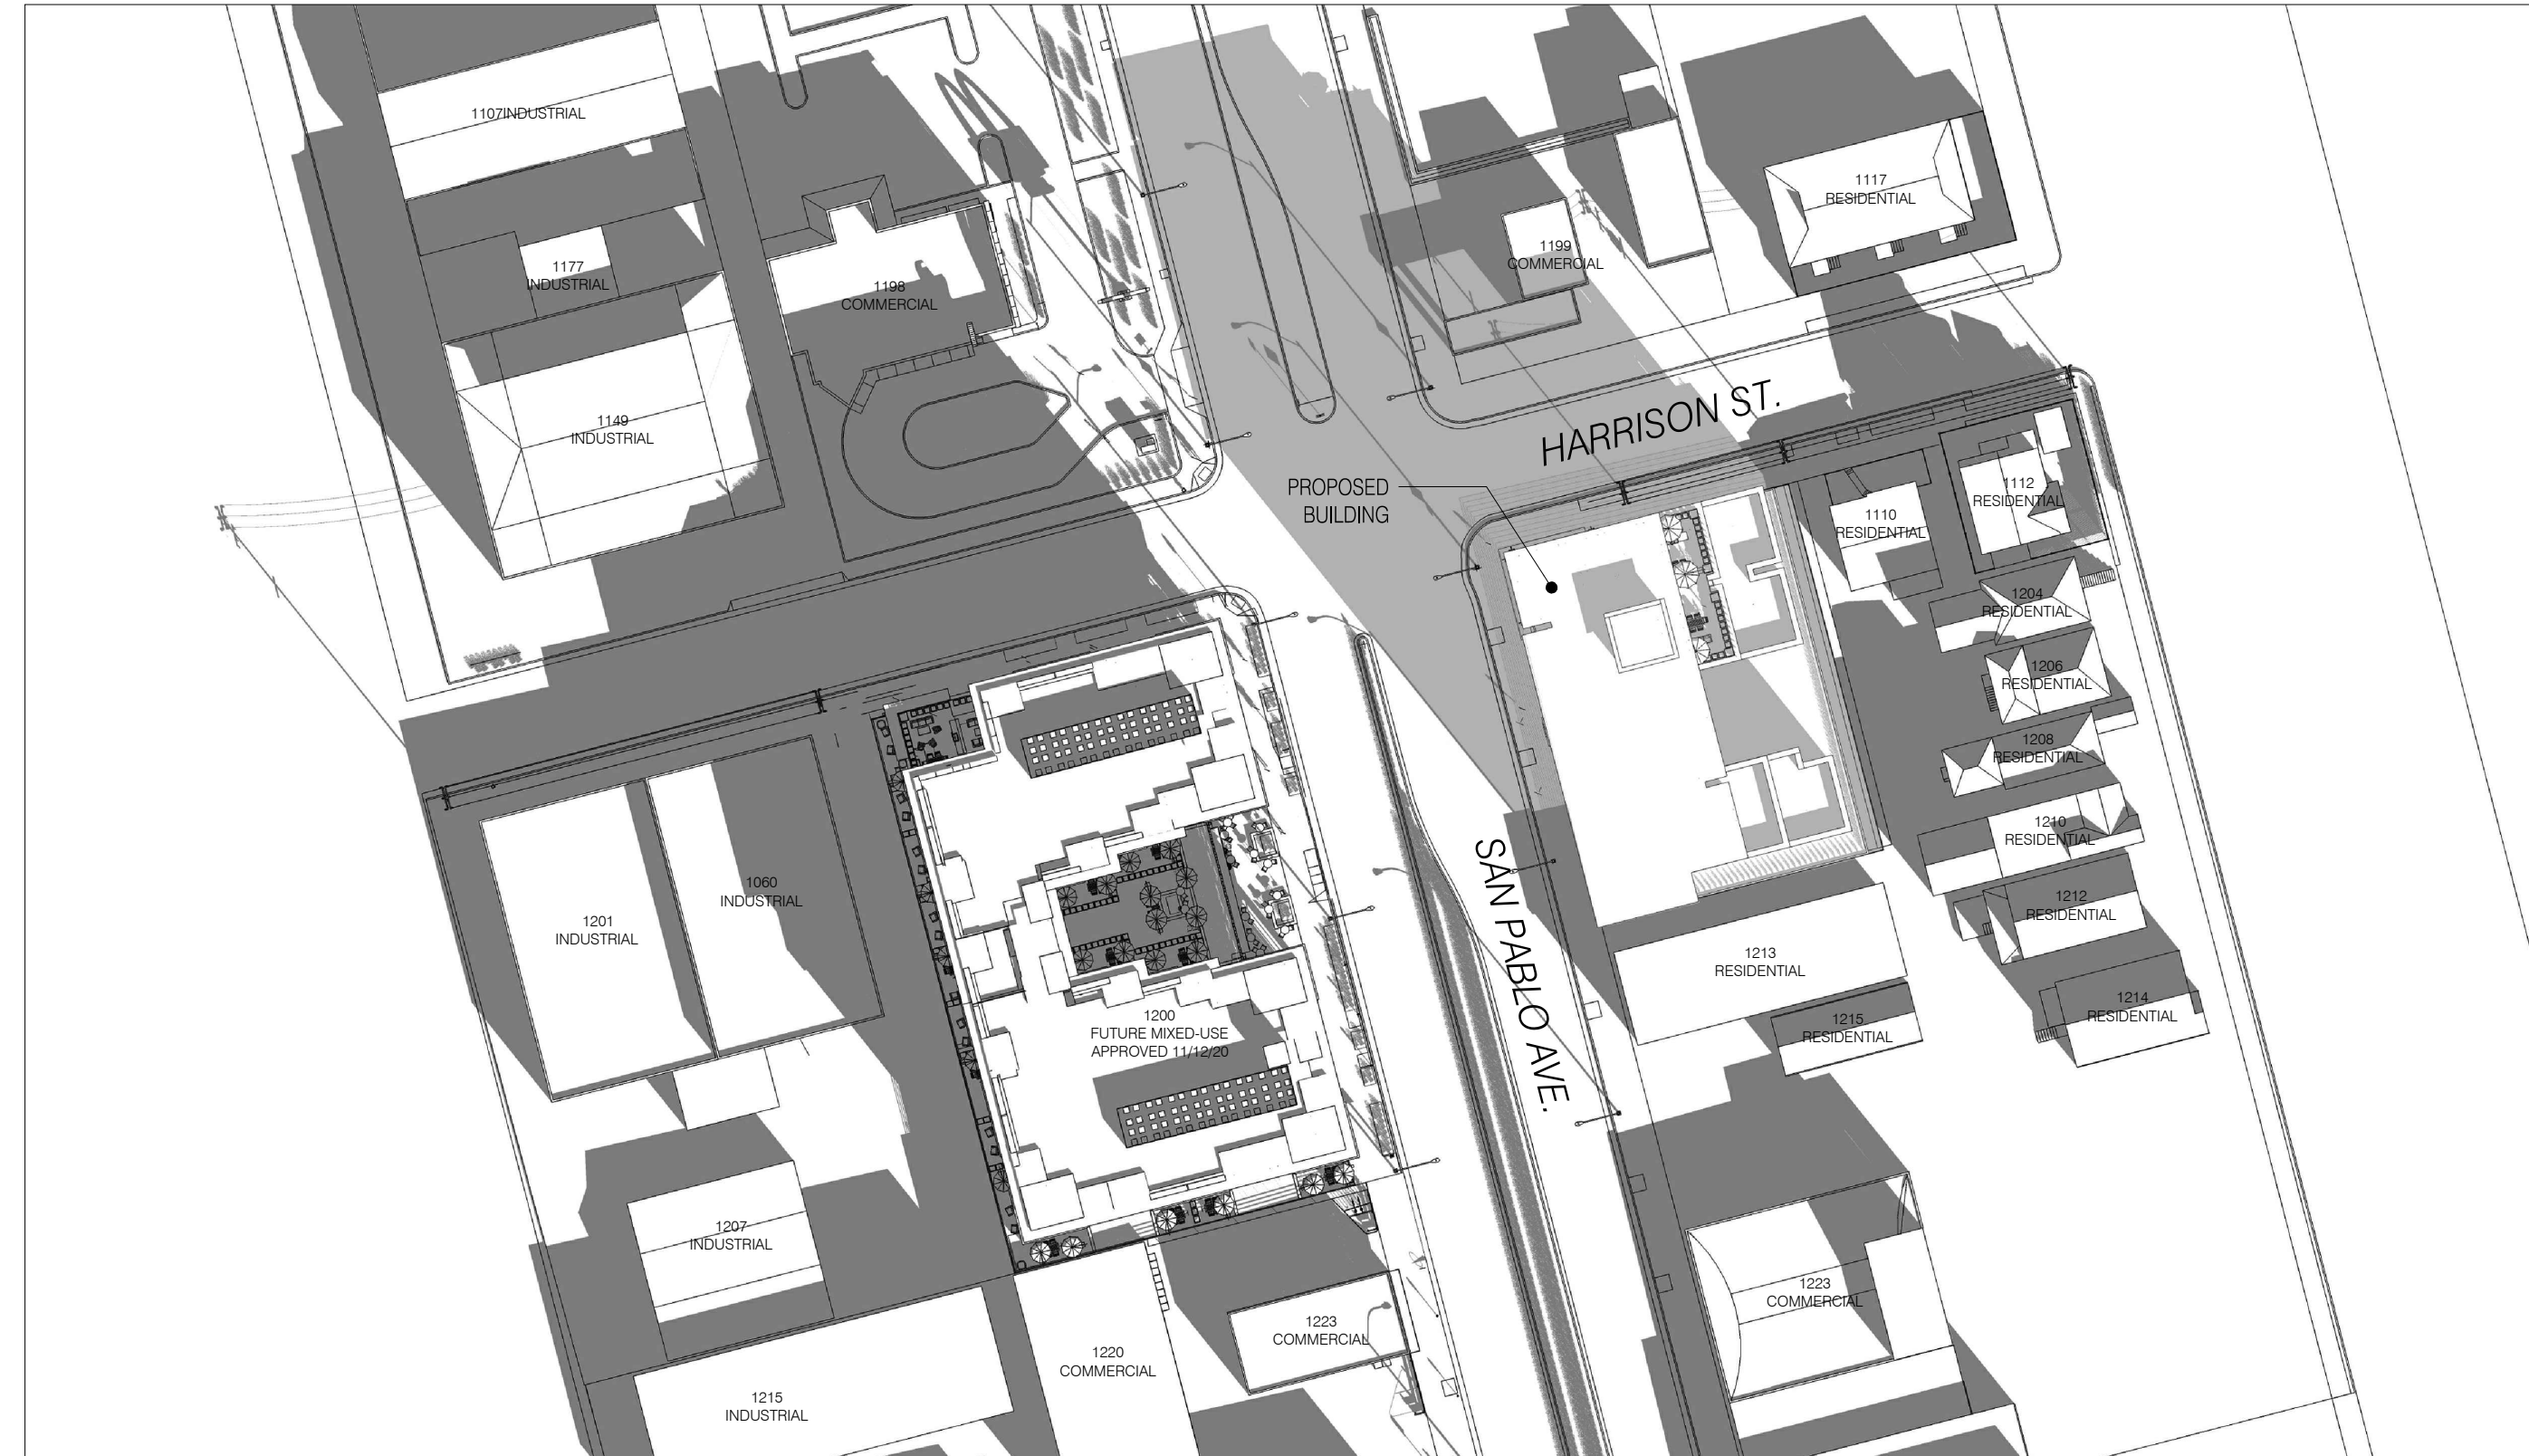 1107INDUSTRIAL
1117
RESIDENTIAL
1177
INDUSTRIAL
1198
COMMERCIAL
1199
COMMERCIAL
1149
INDUSTRIAL
HARRISON ST.
PROPOSED
BUILDING
1110
RESIDENTIAL
1112
RESIDENTIAL
1204
RESIDENTIAL
1206
RESIDENTIAL
1208
RESIDENTIAL
1210
RESIDENTIAL
1212
RESIDENTIAL
1214
RESIDENTIAL
1060
INDUSTRIAL
1201
INDUSTRIAL
SAN PABLO AVE.
1213
RESIDENTIAL
1215
RESIDENTIAL
1200
FUTURE MIXED-USE
APPROVED 11/12/20
1207
INDUSTRIAL
1223
COMMERCIAL
1223
COMMERCIAL
1220
COMMERCIAL
1215
INDUSTRIAL